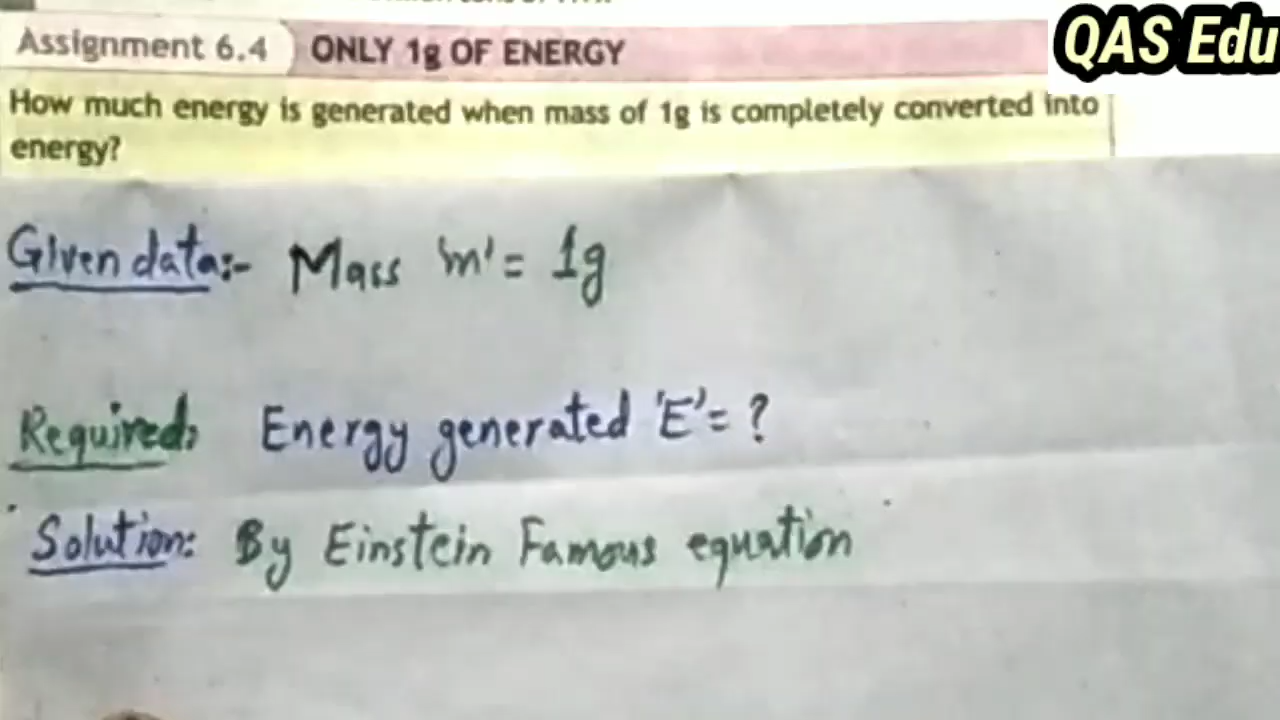 Assignment 6.4 ONLY 1g OF ENERGY
QAS Edu
How much energy is generated when mass of 1g is completely converted into
energy?
Given data:- Mass 'm' = 1g
Required: Energy generated 'E' = ?
Solution: By Einstein Famous equation